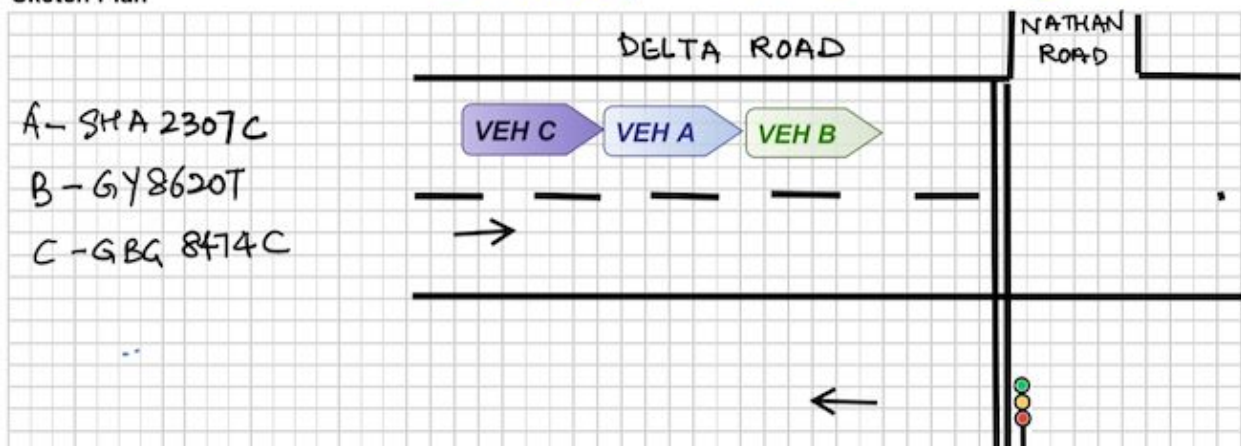 Sketch Plan
DELTA ROAD
NATHAN
ROAD
A- SHA 2307C
B - GY8620T
C - GBG 8474C
VEH C
VEH A
VEH B